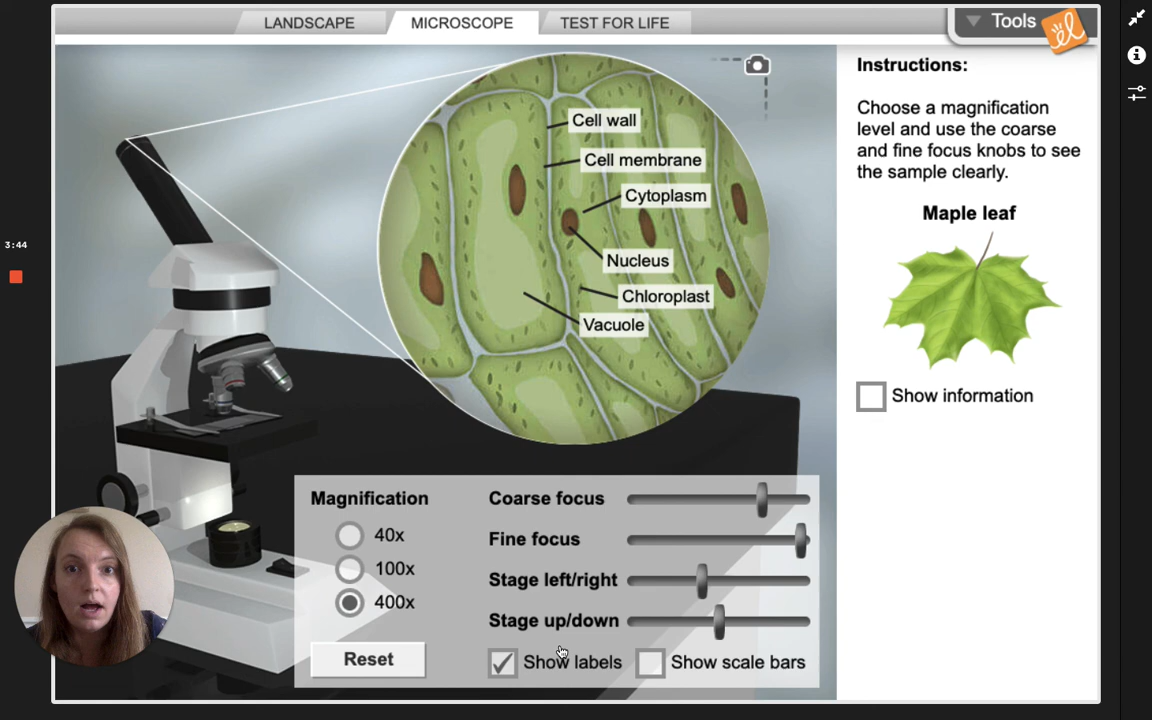 LANDSCAPE
MICROSCOPE
TEST FOR LIFE
Tools
el
3:44
Cell wall
Cell membrane
Cytoplasm
Nucleus
Chloroplast
Vacuole
Instructions:
Choose a magnification
level and use the coarse
and fine focus knobs to see
the sample clearly.
Maple leaf
Show information
Magnification
40x
100x
400x
Reset
Coarse focus
Fine focus
Stage left/right
Stage up/down
Show labels
Show scale bars